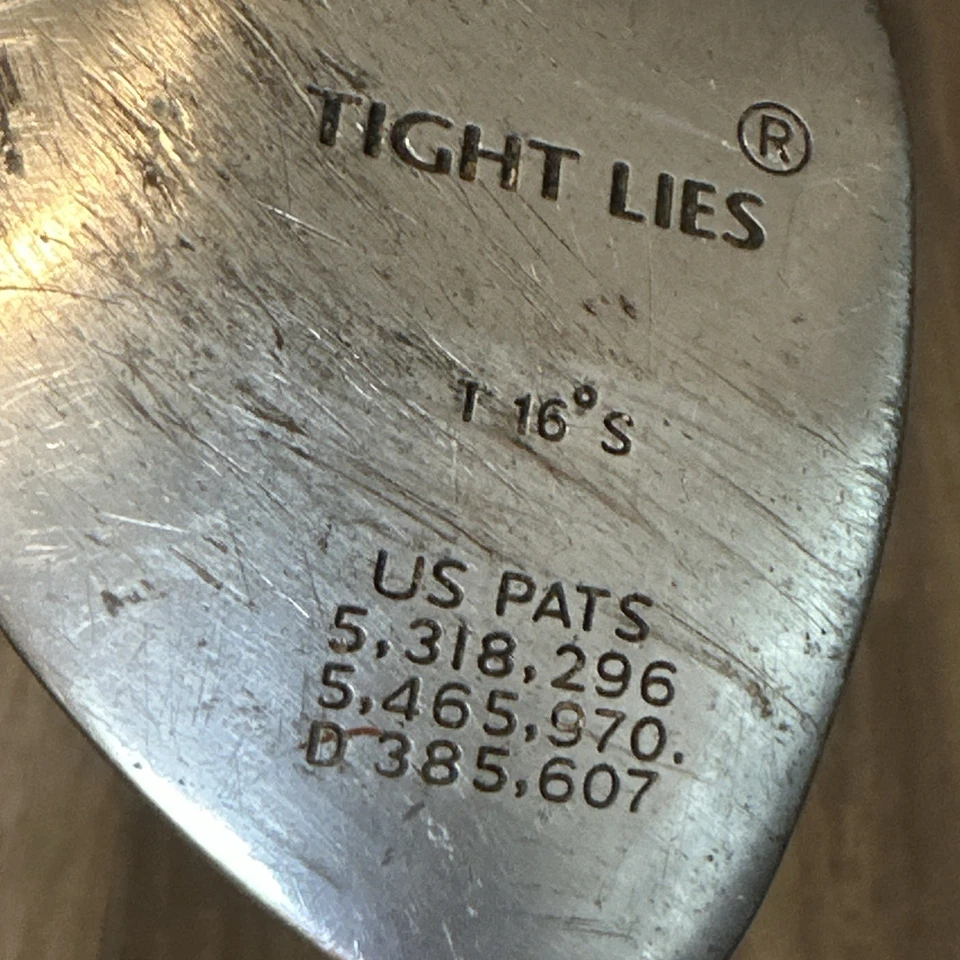 TIGHT LIES®
T 16° S
US PATS
5,318,296
5,465,970.
D 385,607